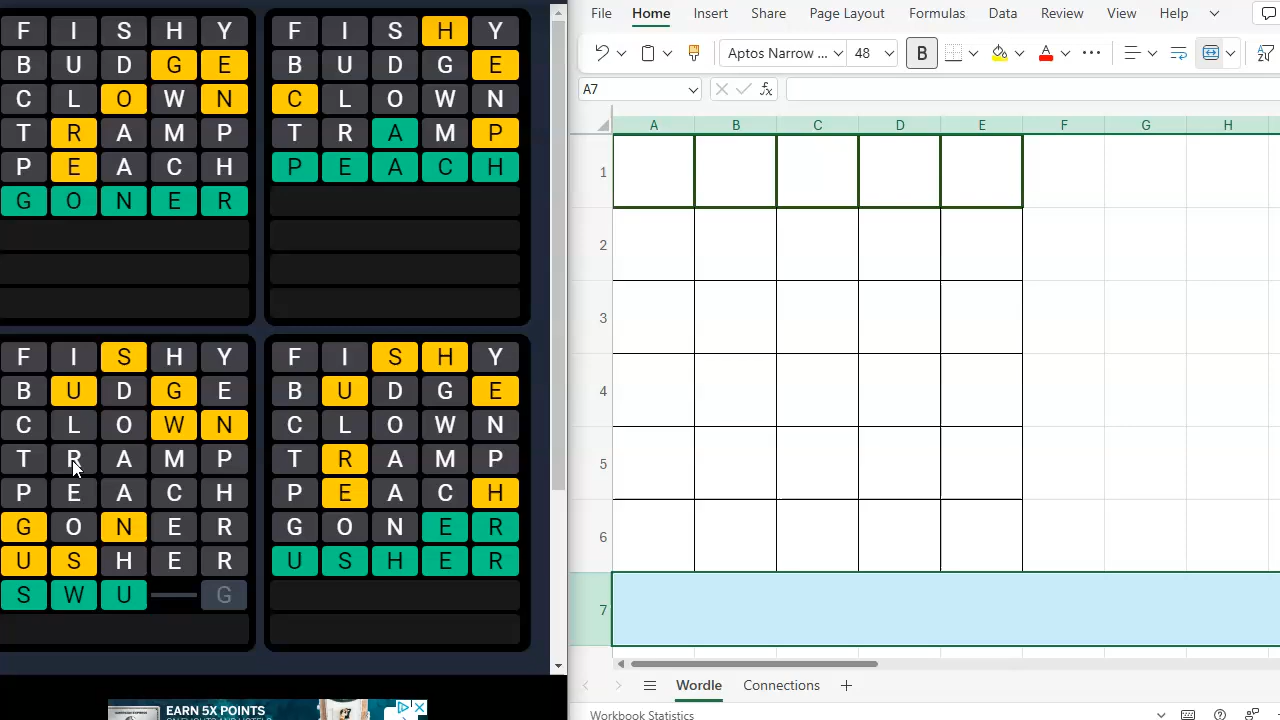 F I S H Y
B U D G E
C L O W N
T R A M P
P E A C H
G O N E R
F I S H Y
B U D G E
C L O W N
T R A M P
P E A C H
F I S H Y
B U D G E
C L O W N
T R A M P
P E A C H
G O N E R
U S H E R
S W U G
F I S H Y
B U D G E
C L O W N
T R A M P
P E A C H
G O N E R
U S H E R
EARN 5X POINTS
File Home Insert Share Page Layout Formulas Data Review View Help
Aptos Narrow ... 48 B A
A7 fx
A B C D E F G H
1
2
3
4
5
6
7
Wordle Connections
Workbook Statistics